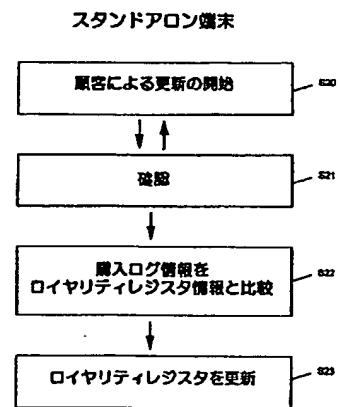 スタンドアロン端末
顧客による更新の開始
S20
確認
S21
購入ログ情報を
ロイヤリティレジスタ情報と比較
S22
ロイヤリティレジスタを更新
S23